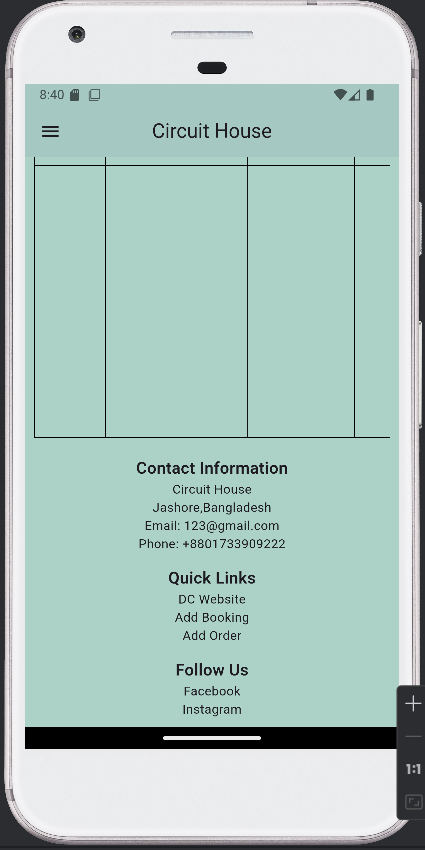 8:40
Circuit House
Contact Information
Circuit House
Jashore,Bangladesh
Email: 123@gmail.com
Phone: +8801733909222
Quick Links
DC Website
Add Booking
Add Order
Follow Us
Facebook
Instagram
1:1